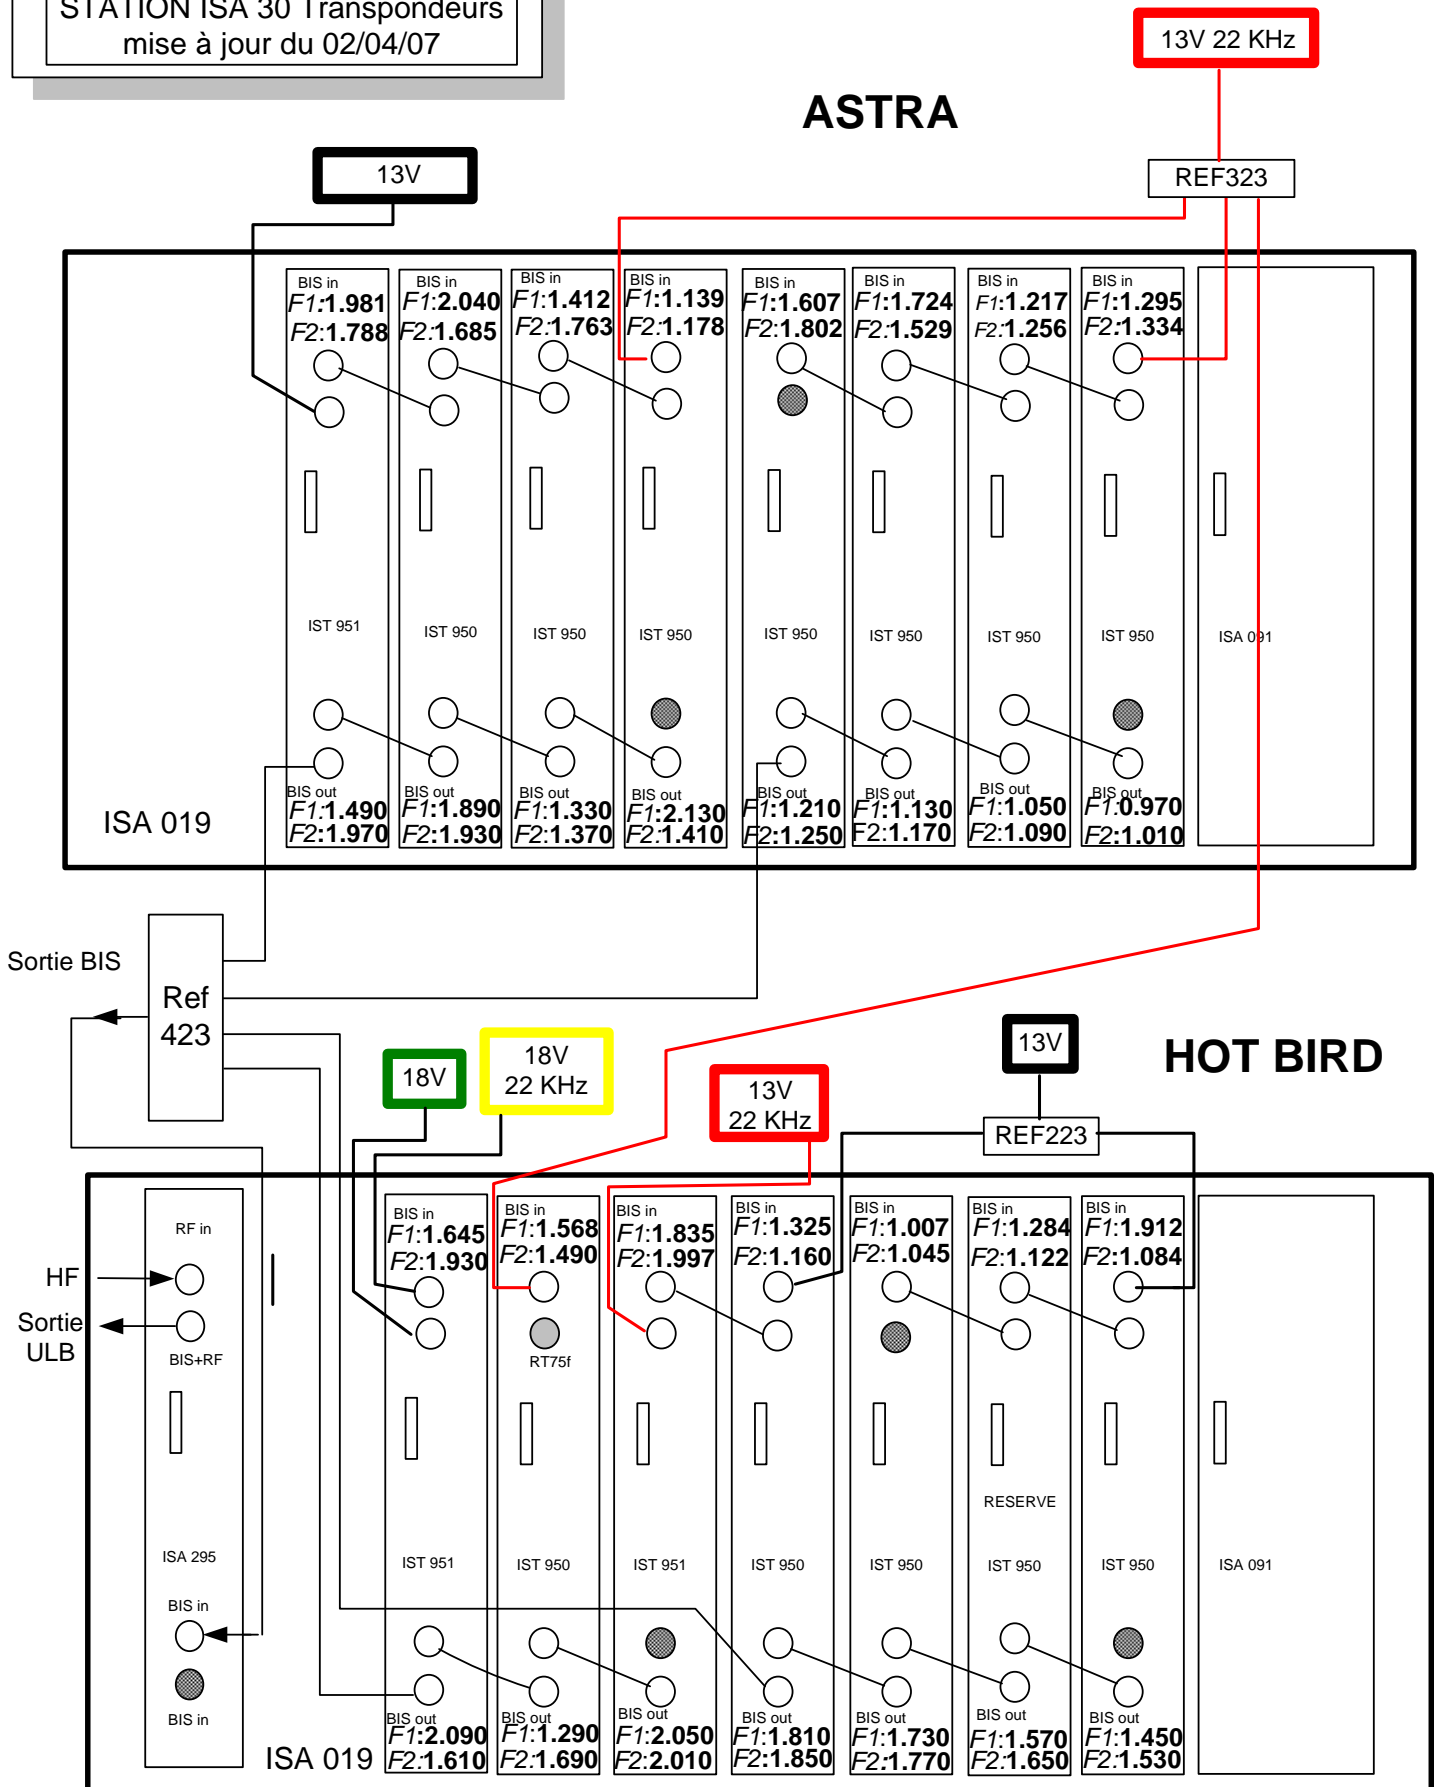 STATION ISA 30 Transpondeurs
mise à jour du 02/04/07
13V 22 KHz
ASTRA
13V
REF323
BIS in
F1:1.981
F2:1.788
BIS in
F1:2.040
F2:1.685
BIS in
F1:1.412
F2:1.763
BIS in
F1:1.139
F2:1.178
BIS in
F1:1.607
F2:1.802
BIS in
F1:1.724
F2:1.529
BIS in
F1:1.217
F2:1.256
BIS in
F1:1.295
F2:1.334
IST 951
IST 950
IST 950
IST 950
IST 950
IST 950
IST 950
IST 950
ISA 091
ISA 019
BIS out
F1:1.490
F2:1.970
BIS out
F1:1.890
F2:1.930
BIS out
F1:1.330
F2:1.370
BIS out
F1:2.130
F2:1.410
BIS out
F1:1.210
F2:1.250
BIS out
F1:1.130
F2:1.170
BIS out
F1:1.050
F2:1.090
BIS out
F1:0.970
F2:1.010
Sortie BIS
Ref
423
18V
18V
22 KHz
13V
22 KHz
13V
HOT BIRD
REF223
RF in
HF
Sortie
ULB
BIS+RF
BIS in
F1:1.645
F2:1.930
BIS in
F1:1.568
F2:1.490
RT75f
BIS in
F1:1.835
F2:1.997
BIS in
F1:1.325
F2:1.160
BIS in
F1:1.007
F2:1.045
BIS in
F1:1.284
F2:1.122
BIS in
F1:1.912
F2:1.084
RESERVE
ISA 295
IST 951
IST 950
IST 951
IST 950
IST 950
IST 950
IST 950
ISA 091
BIS in
BIS in
ISA 019
BIS out
F1:2.090
F2:1.610
BIS out
F1:1.290
F2:1.690
BIS out
F1:2.050
F2:2.010
BIS out
F1:1.810
F2:1.850
BIS out
F1:1.730
F2:1.770
BIS out
F1:1.570
F2:1.650
BIS out
F1:1.450
F2:1.530